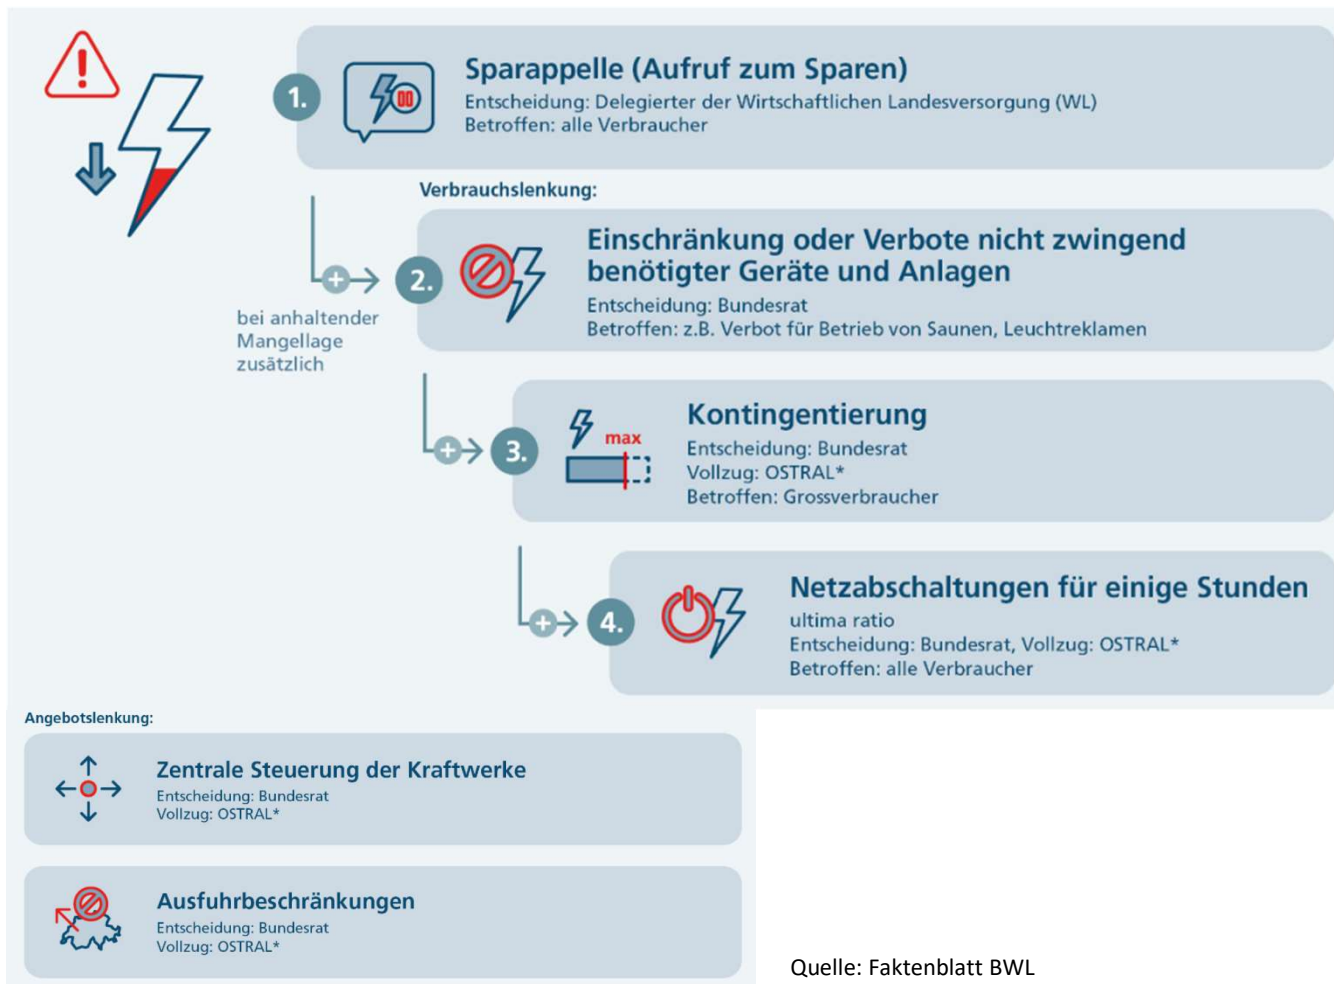 1.
Sparappelle (Aufruf zum Sparen)
Entscheidung: Delegierter der Wirtschaftlichen Landesversorgung (WL)
Betroffen: alle Verbraucher
Verbrauchslenkung:
bei anhaltender
Mangellage
zusätzlich
2.
Einschränkung oder Verbote nicht zwingend
benötigter Geräte und Anlagen
Entscheidung: Bundesrat
Betroffen: z.B. Verbot für Betrieb von Saunen, Leuchtreklamen
3.
max
Kontingentierung
Entscheidung: Bundesrat
Vollzug: OSTRAL*
Betroffen: Grossverbraucher
4.
Netzabschaltungen für einige Stunden
ultima ratio
Entscheidung: Bundesrat, Vollzug: OSTRAL*
Betroffen: alle Verbraucher
Angebotslenkung:
Zentrale Steuerung der Kraftwerke
Entscheidung: Bundesrat
Vollzug: OSTRAL*
Ausfuhrbeschränkungen
Entscheidung: Bundesrat
Vollzug: OSTRAL*
Quelle: Faktenblatt BWL